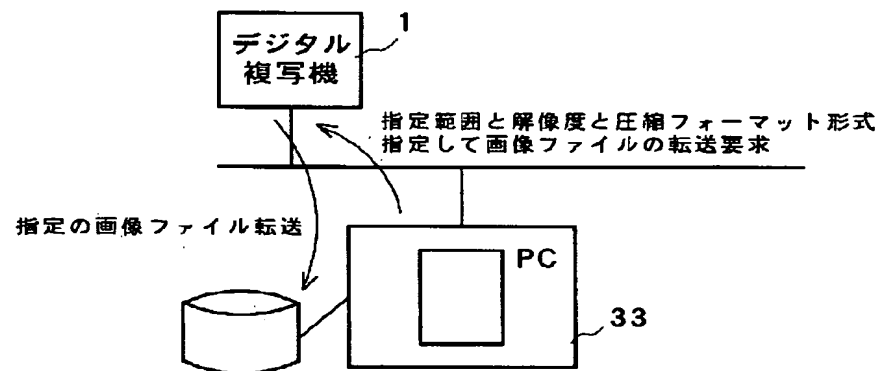 デジタル
複写機
1
指定範囲と解像度と圧縮フォーマット形式
指定して画像ファイルの転送要求
指定の画像ファイル転送
PC
33